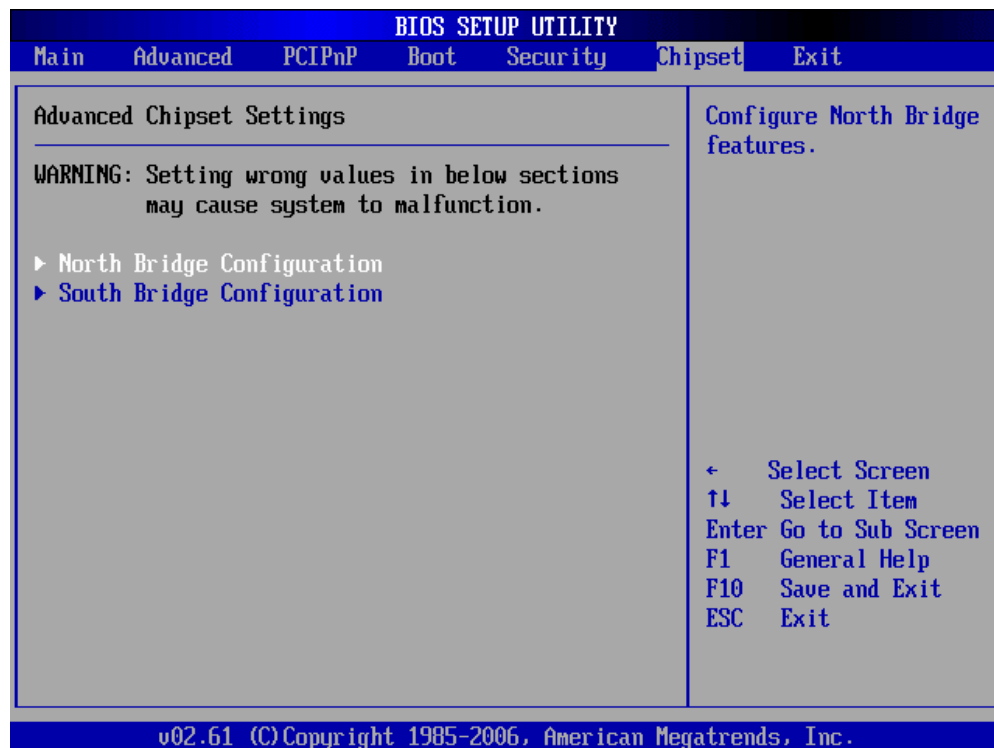 BIOS SETUP UTILITY
Main Advanced PCIPnP Boot Security Chipset Exit
Advanced Chipset Settings
WARNING: Setting wrong values in below sections
may cause system to malfunction.
▶ North Bridge Configuration
▶ South Bridge Configuration
Configure North Bridge
features.
← Select Screen
↑↓ Select Item
Enter Go to Sub Screen
F1 General Help
F10 Save and Exit
ESC Exit
v02.61 (C)Copyright 1985-2006, American Megatrends, Inc.